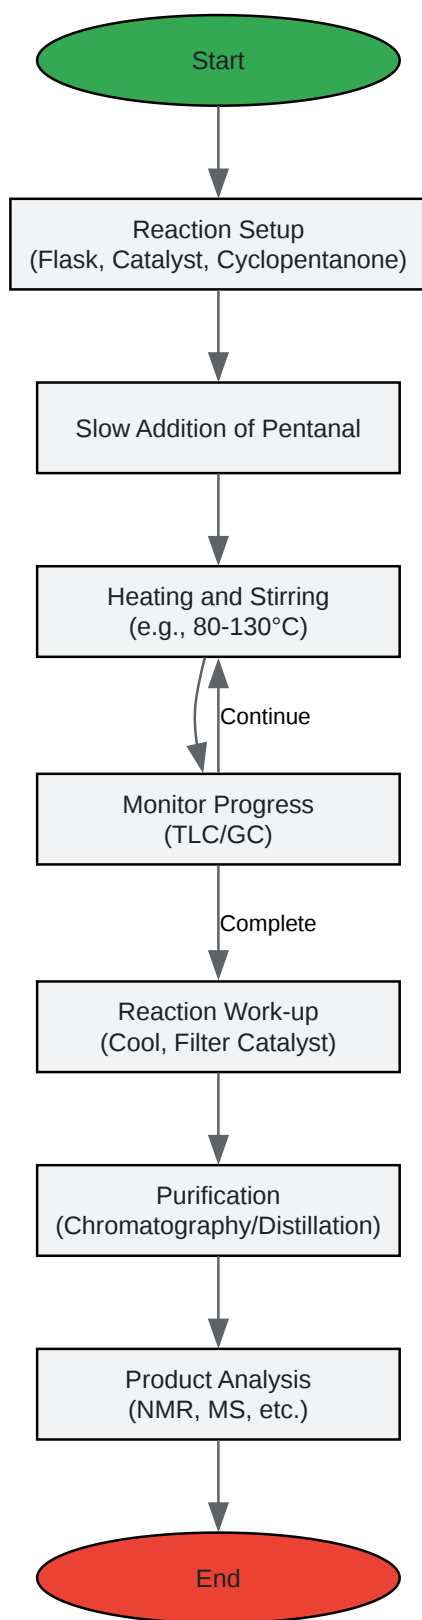 Start
Reaction Setup
(Flask, Catalyst, Cyclopentanone)
Slow Addition of Pentanal
Heating and Stirring
(e.g., 80-130°C)
Continue
Monitor Progress
(TLC/GC)
Complete
Reaction Work-up
(Cool, Filter Catalyst)
Purification
(Chromatography/Distillation)
Product Analysis
(NMR, MS, etc.)
End